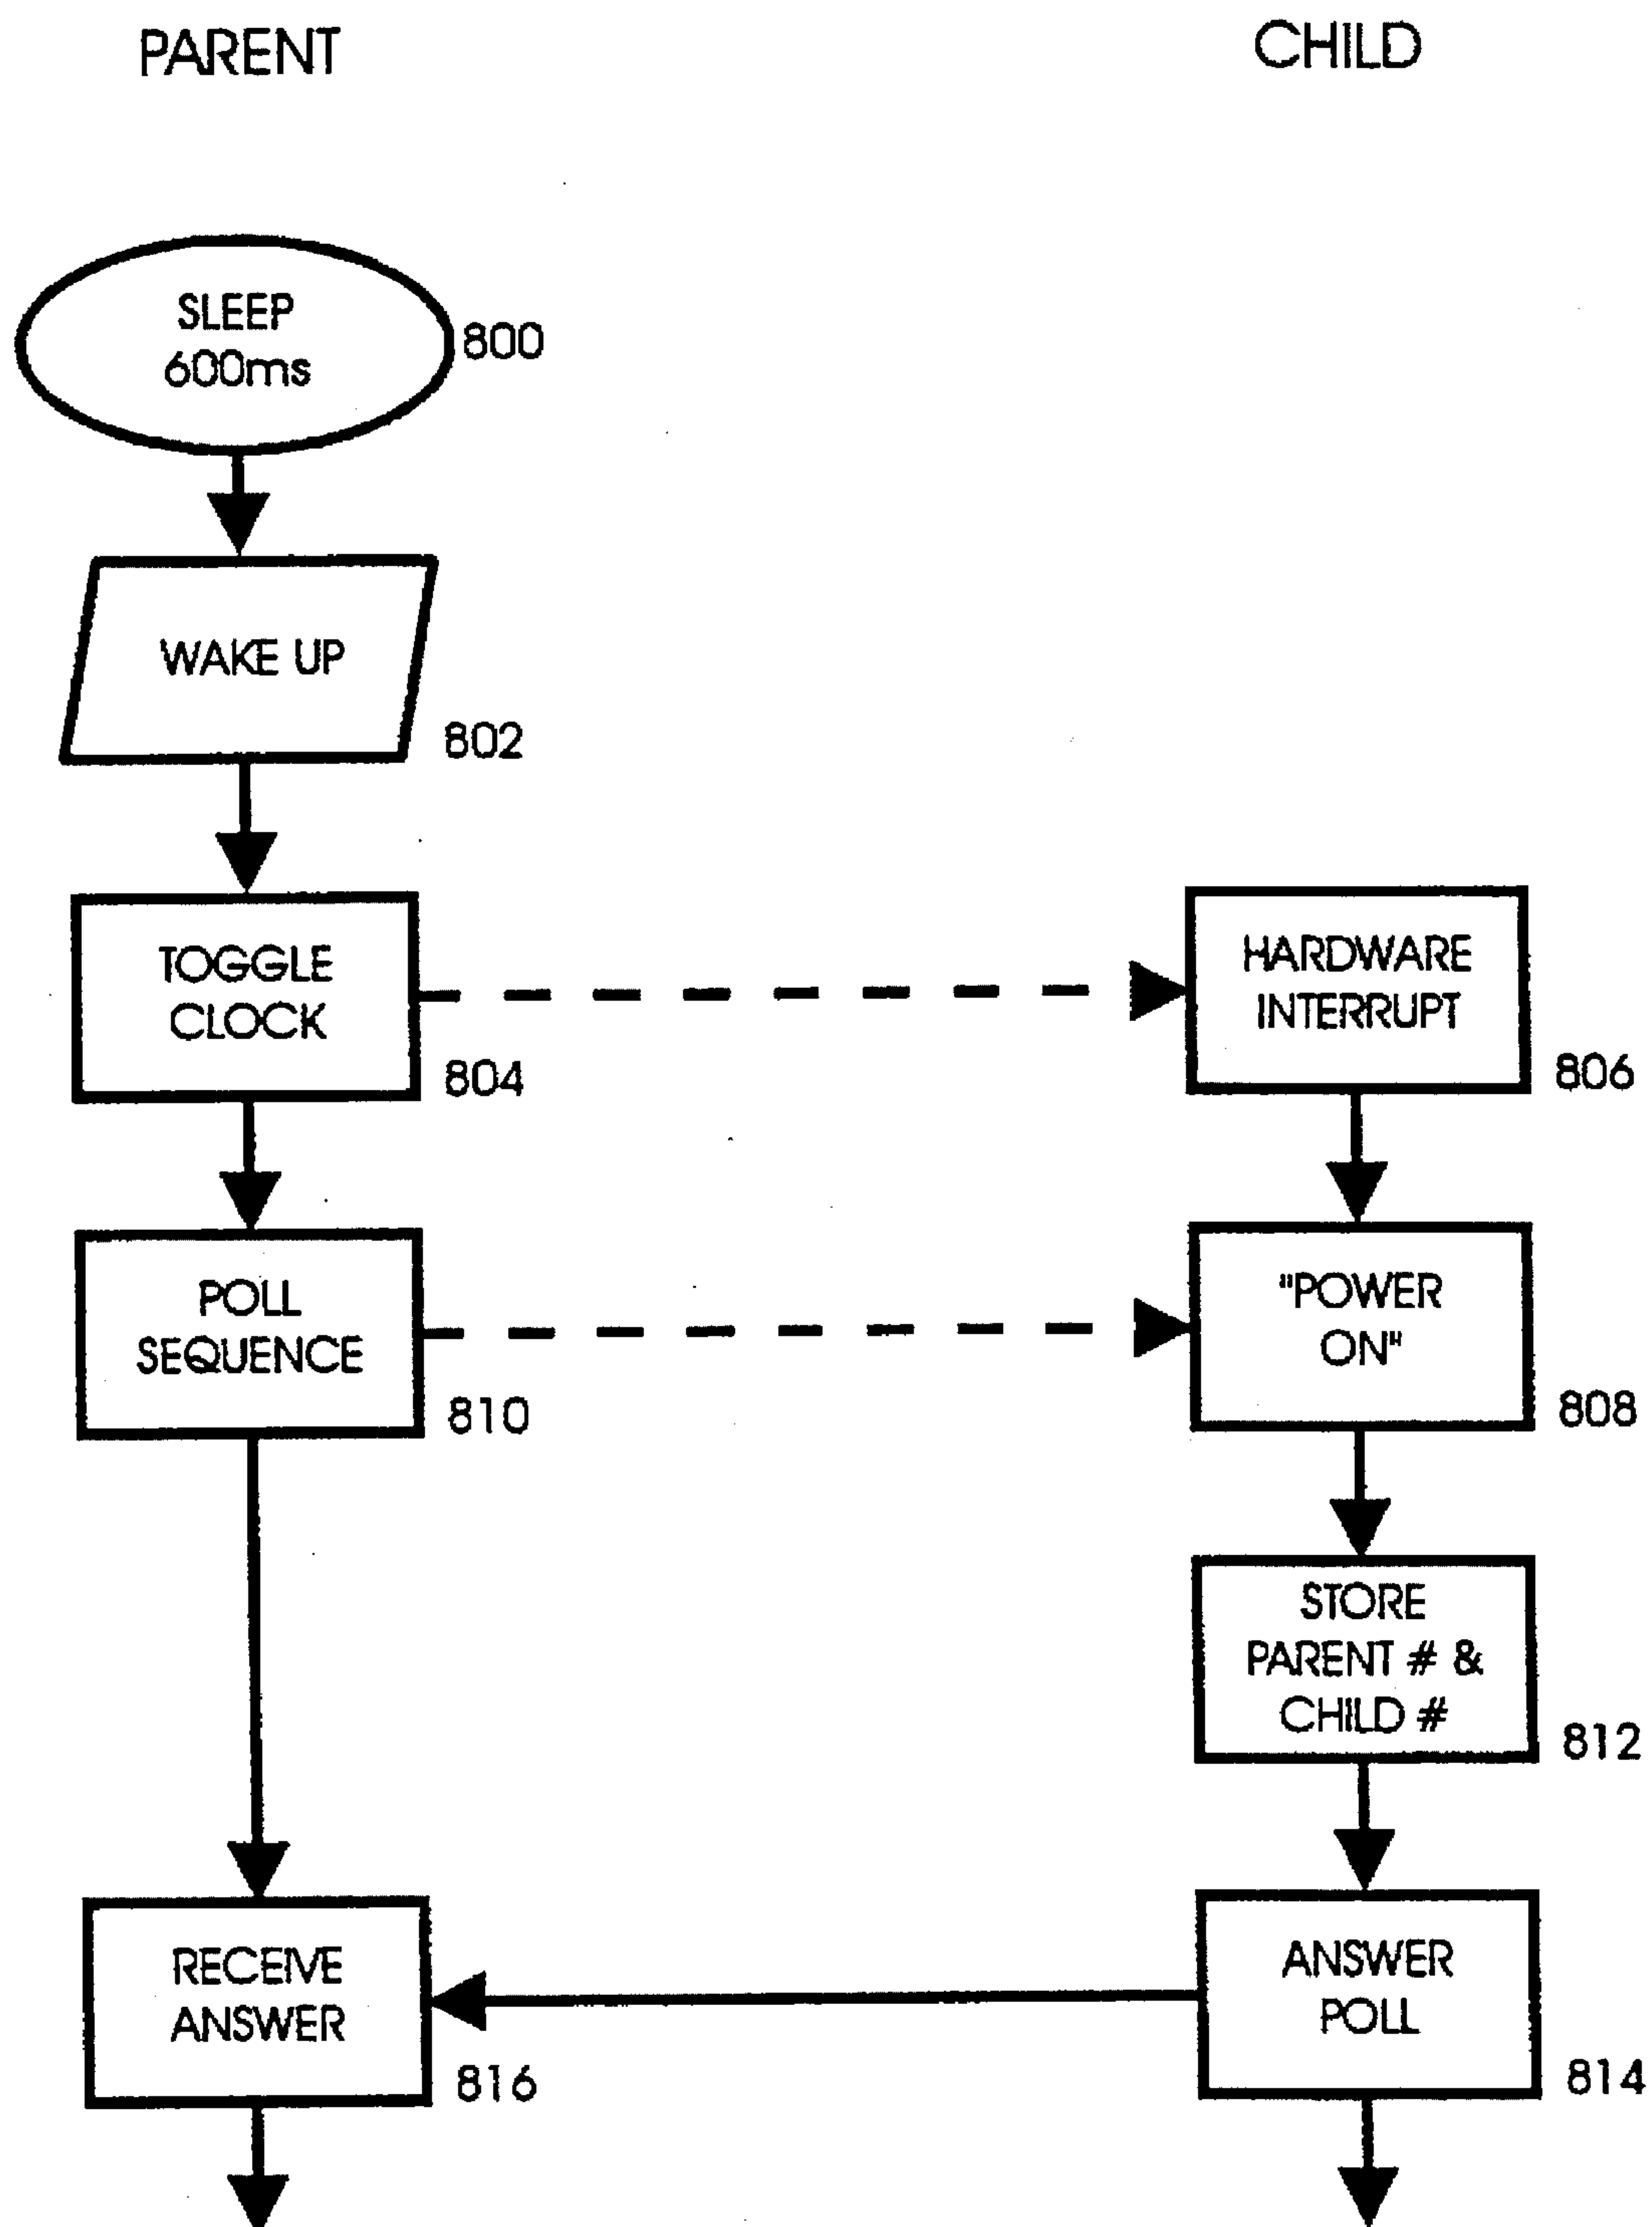 PARENT
CHILD
SLEEP
600ms
800
WAKE UP
802
TOGGLE
CLOCK
804
HARDWARE
INTERRUPT
806
POLL
SEQUENCE
810
"POWER
ON"
808
STORE
PARENT # &
CHILD #
812
RECEIVE
ANSWER
816
ANSWER
POLL
814